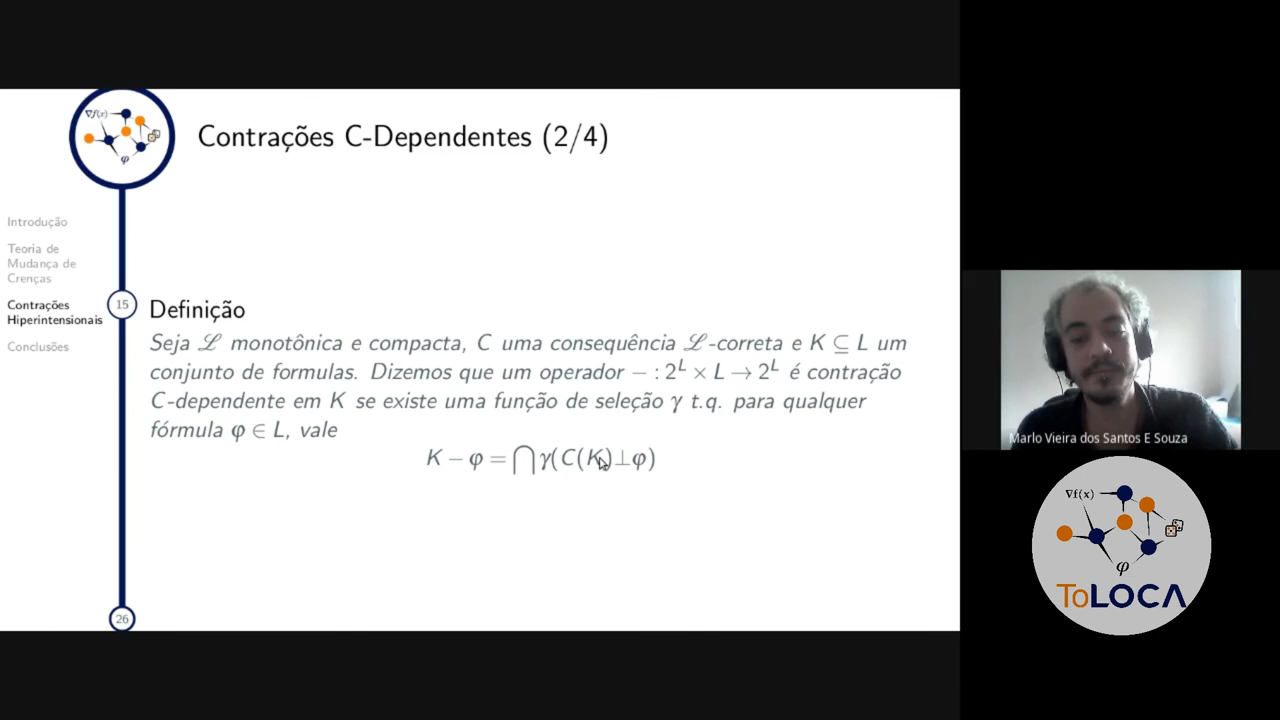 ∇f(x)
φ
Contrações C-Dependentes (2/4)
Introdução
Teoria de
Mudança de
Crenças
Contrações
Hiperintensionais
Conclusões
15
Definição
Seja ℒ monotônica e compacta, C uma consequência ℒ-correta e K ⊆ L um
conjunto de formulas. Dizemos que um operador − : 2^L × L → 2^L é contração
C-dependente em K se existe uma função de seleção γ t.q. para qualquer
fórmula φ ∈ L, vale
K − φ = ⋂ γ(C(K)⊥φ)
26
Marlo Vieira dos Santos E Souza
∇f(x)
φ
ToLOCA